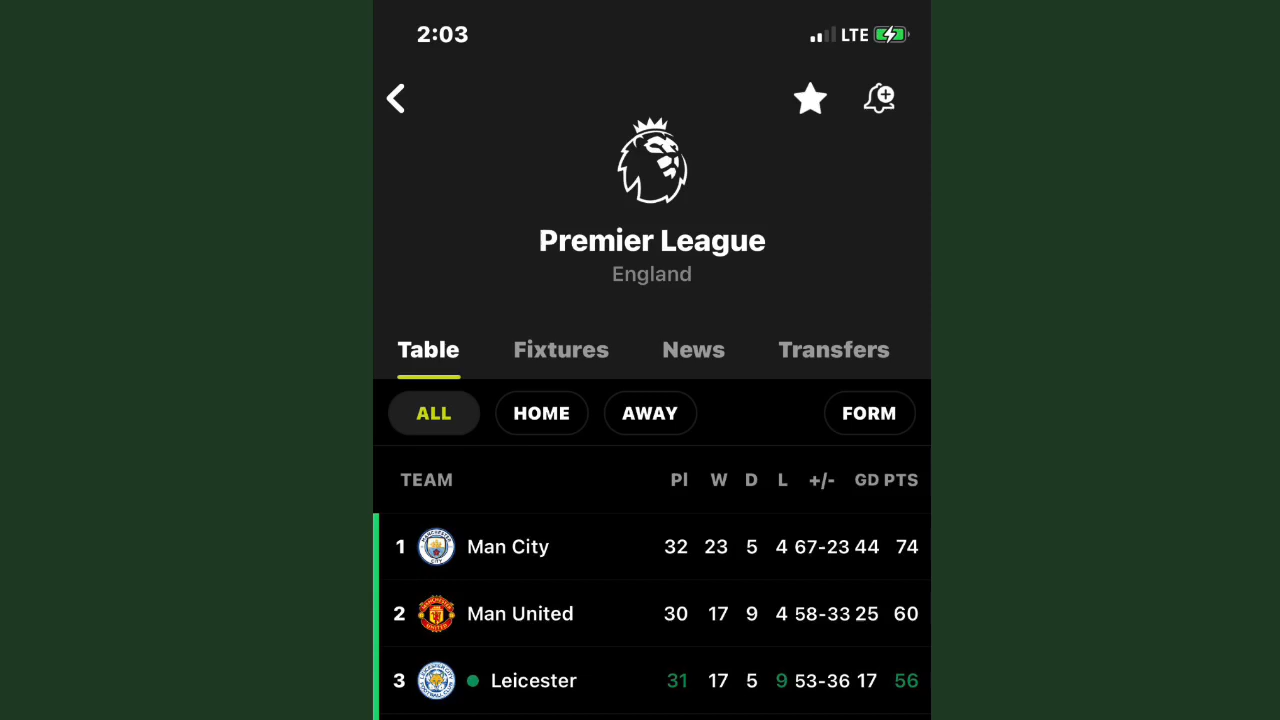 2:03 LTE
Premier League
England
Table Fixtures News Transfers
ALL HOME AWAY FORM
TEAM Pl W D L +/- GD PTS
1 Man City 32 23 5 4 67-23 44 74
2 Man United 30 17 9 4 58-33 25 60
3 Leicester 31 17 5 9 53-36 17 56